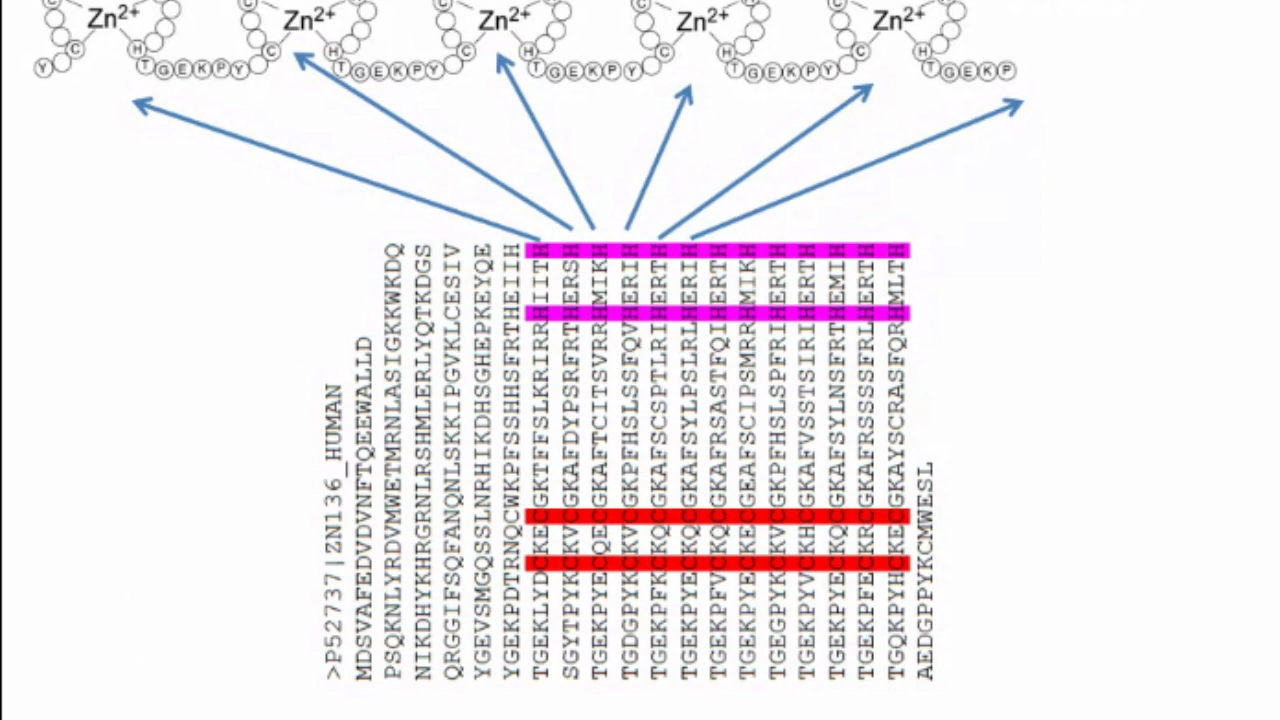 Zn²⁺ Zn²⁺ Zn²⁺ Zn²⁺ Zn²⁺
Y C H TGEKPY C H TGEKPY C H TGEKPY C H TGEKPY C H TGEKP
>P52737|ZN136_HUMAN
MDSVAFEDVDVNFTQEEWALLD
PSQKNLYRDVMWETMRNLASIGKKWKDQ
NIKDHYKHRGRNLRSHMLERLYQTKDGS
QRGGIFSQFANQNLSKKIPGVKLCESIV
YGEVSMGQSSLNRHIKDHSGHEPKEYQE
YGEKPDTRNQCWKPFSSHHSFRTHEIIH
TGEKLYDCKECGKTFFSLKRIRRHIITH
SGYTPYKCKVCGKAFDYPSRFRTHERSH
TGEKPYECQECGKAFTCITSVRRHMIKH
TGDGPYKCKVCGKPFHSLSSFQVHERIH
TGEKPFKCKQCGKAFSCSPTLRIHERTH
TGEKPYECKQCGKAFSYLPSLRLHERIH
TGEKPFVCKQCGKAFRSASTFQIHERTH
TGEKPYECKECGEAFSCIPSMRRHMIKH
TGEGPYKCKVCGKPFHSLSPFRIHERTH
TGEKPYVCKHCGKAFVSSTSIRIHERTH
TGEKPYECKQCGKAFSYLNSFRTHEMIH
TGEKPFECKRCGKAFRSSSSFRLHERTH
TGQKPYHCKECGKAYSCRASFQRHMLTH
AEDGPPYKCMWESL